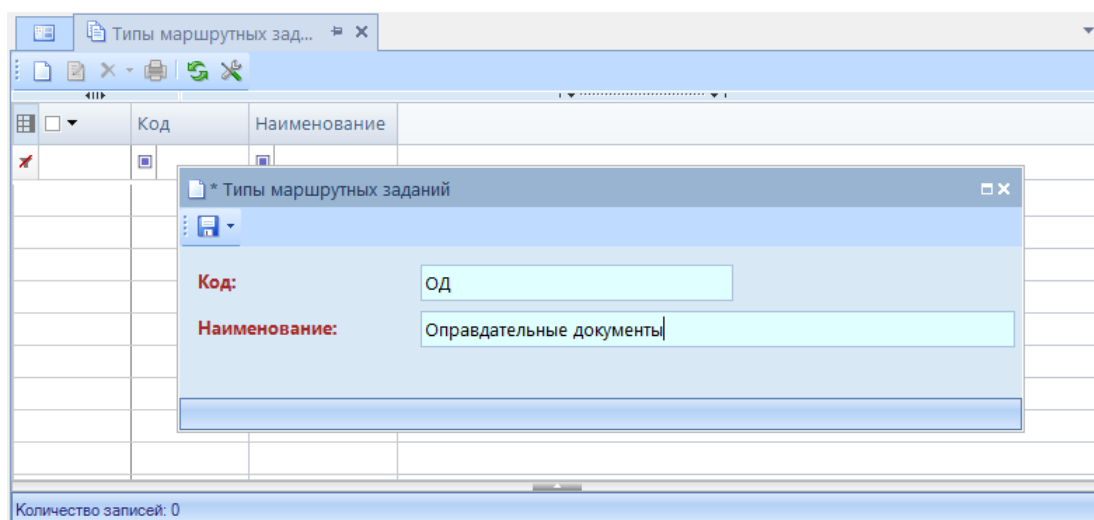 Типы маршрутных зад...
Код
Наименование
* Типы маршрутных заданий
Код:
ОД
Наименование:
Оправдательные документы
Количество записей: 0